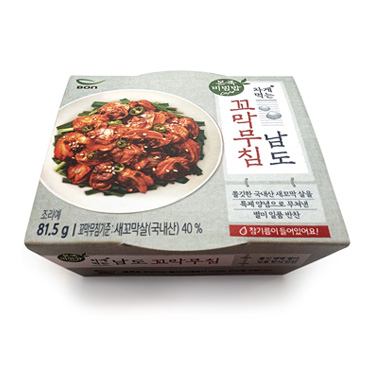 BON
본죽
비빔밥
Cafe
작게
먹는
남도
꼬막무침
쫄깃한 국내산 새꼬막 살을
특제 양념으로 무쳐낸
별미 일품 반찬
참기름이 들어있어요!
조리예
81.5 g | 꼬막무침기준 : 새꼬막살(국내산) 40 %
남도 꼬막무침